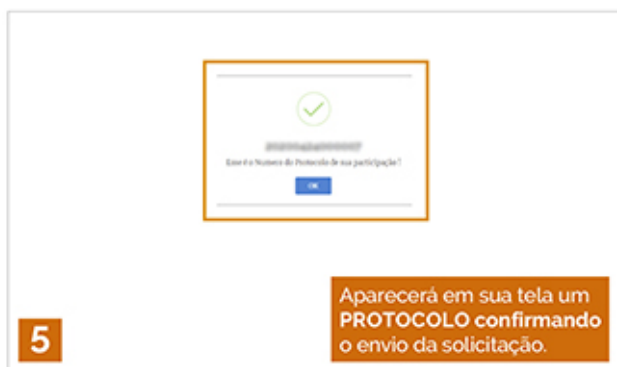 Esse é o Numero do Protocolo de sua participação !
OK
5
Aparecerá em sua tela um
PROTOCOLO confirmando
o envio da solicitação.